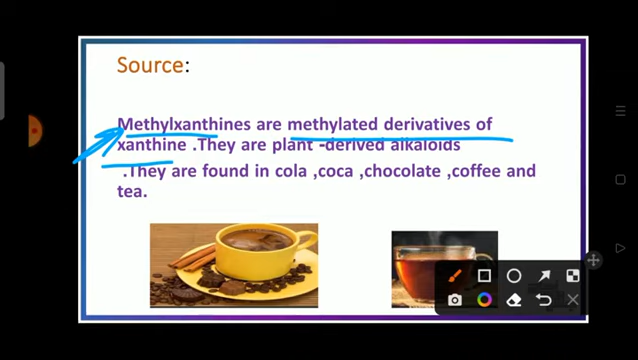 Source:
Methylxanthines are methylated derivatives of
xanthine .They are plant -derived alkaloids
.They are found in cola ,coca ,chocolate ,coffee and
tea.